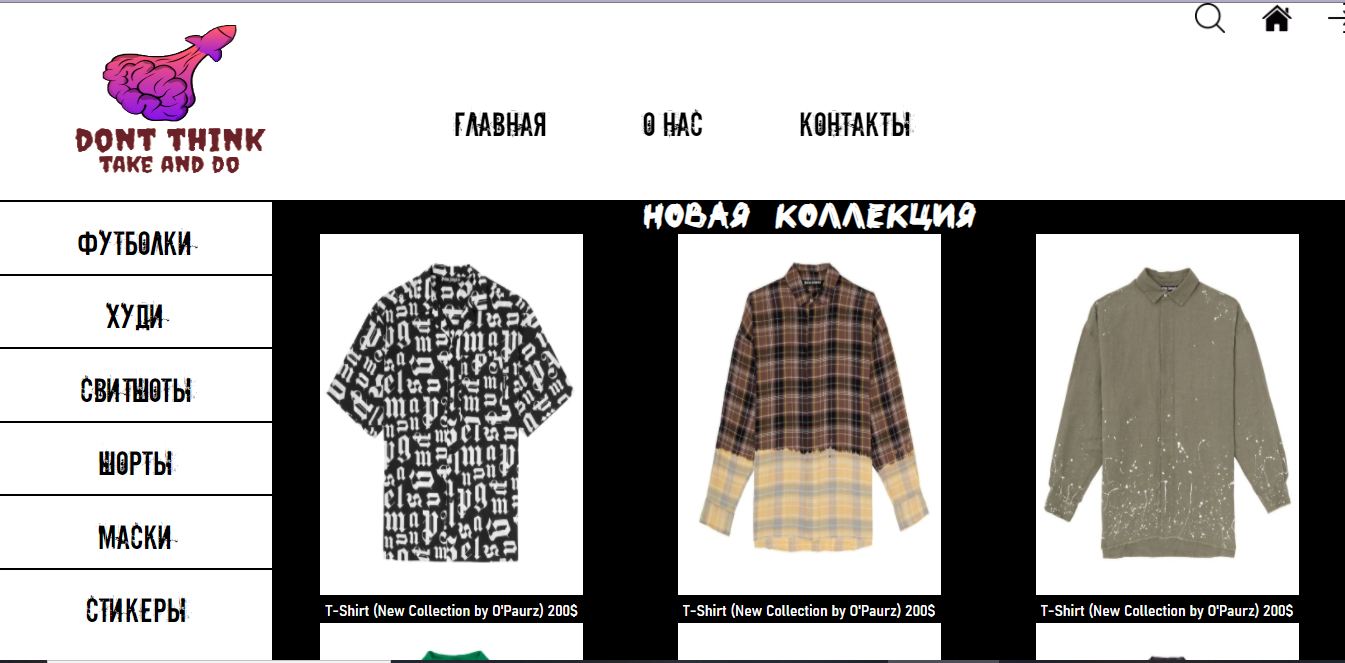 DONT THINK
TAKE AND DO
ГЛАВНАЯ
О НАС
КОНТАКТЫ
ФУТБОЛКИ
ХУДИ
СВИТШОТЫ
ШОРТЫ
МАСКИ
СТИКЕРЫ
НОВАЯ КОЛЛЕКЦИЯ
T-Shirt (New Collection by O'Paurz) 200$
T-Shirt (New Collection by O'Paurz) 200$
T-Shirt (New Collection by O'Paurz) 200$